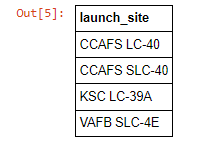 Out[5]:
launch_site
CCAFS LC-40
CCAFS SLC-40
KSC LC-39A
VAFB SLC-4E